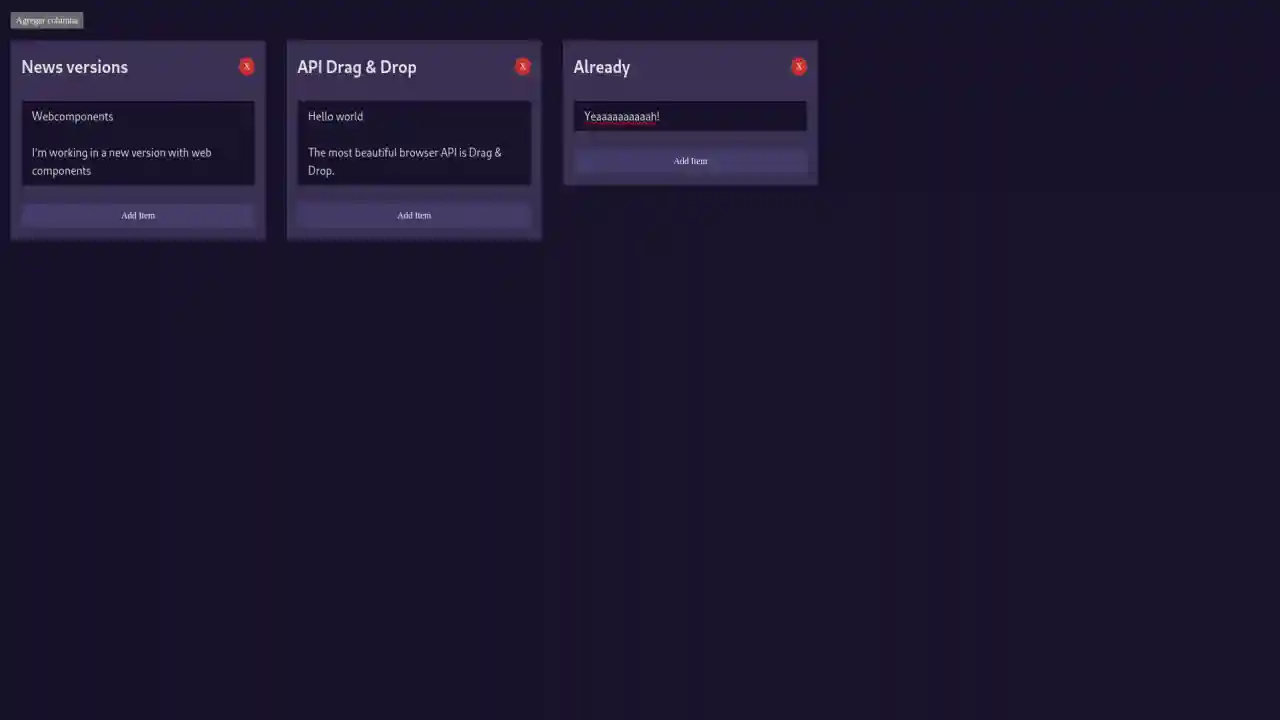 Agregar columna
News versions
X
Webcomponents
I'm working in a new version with web
components
Add Item
API Drag & Drop
X
Hello world
The most beautiful browser API is Drag &
Drop.
Add Item
Already
X
Yeaaaaaaaaaah!
Add Item